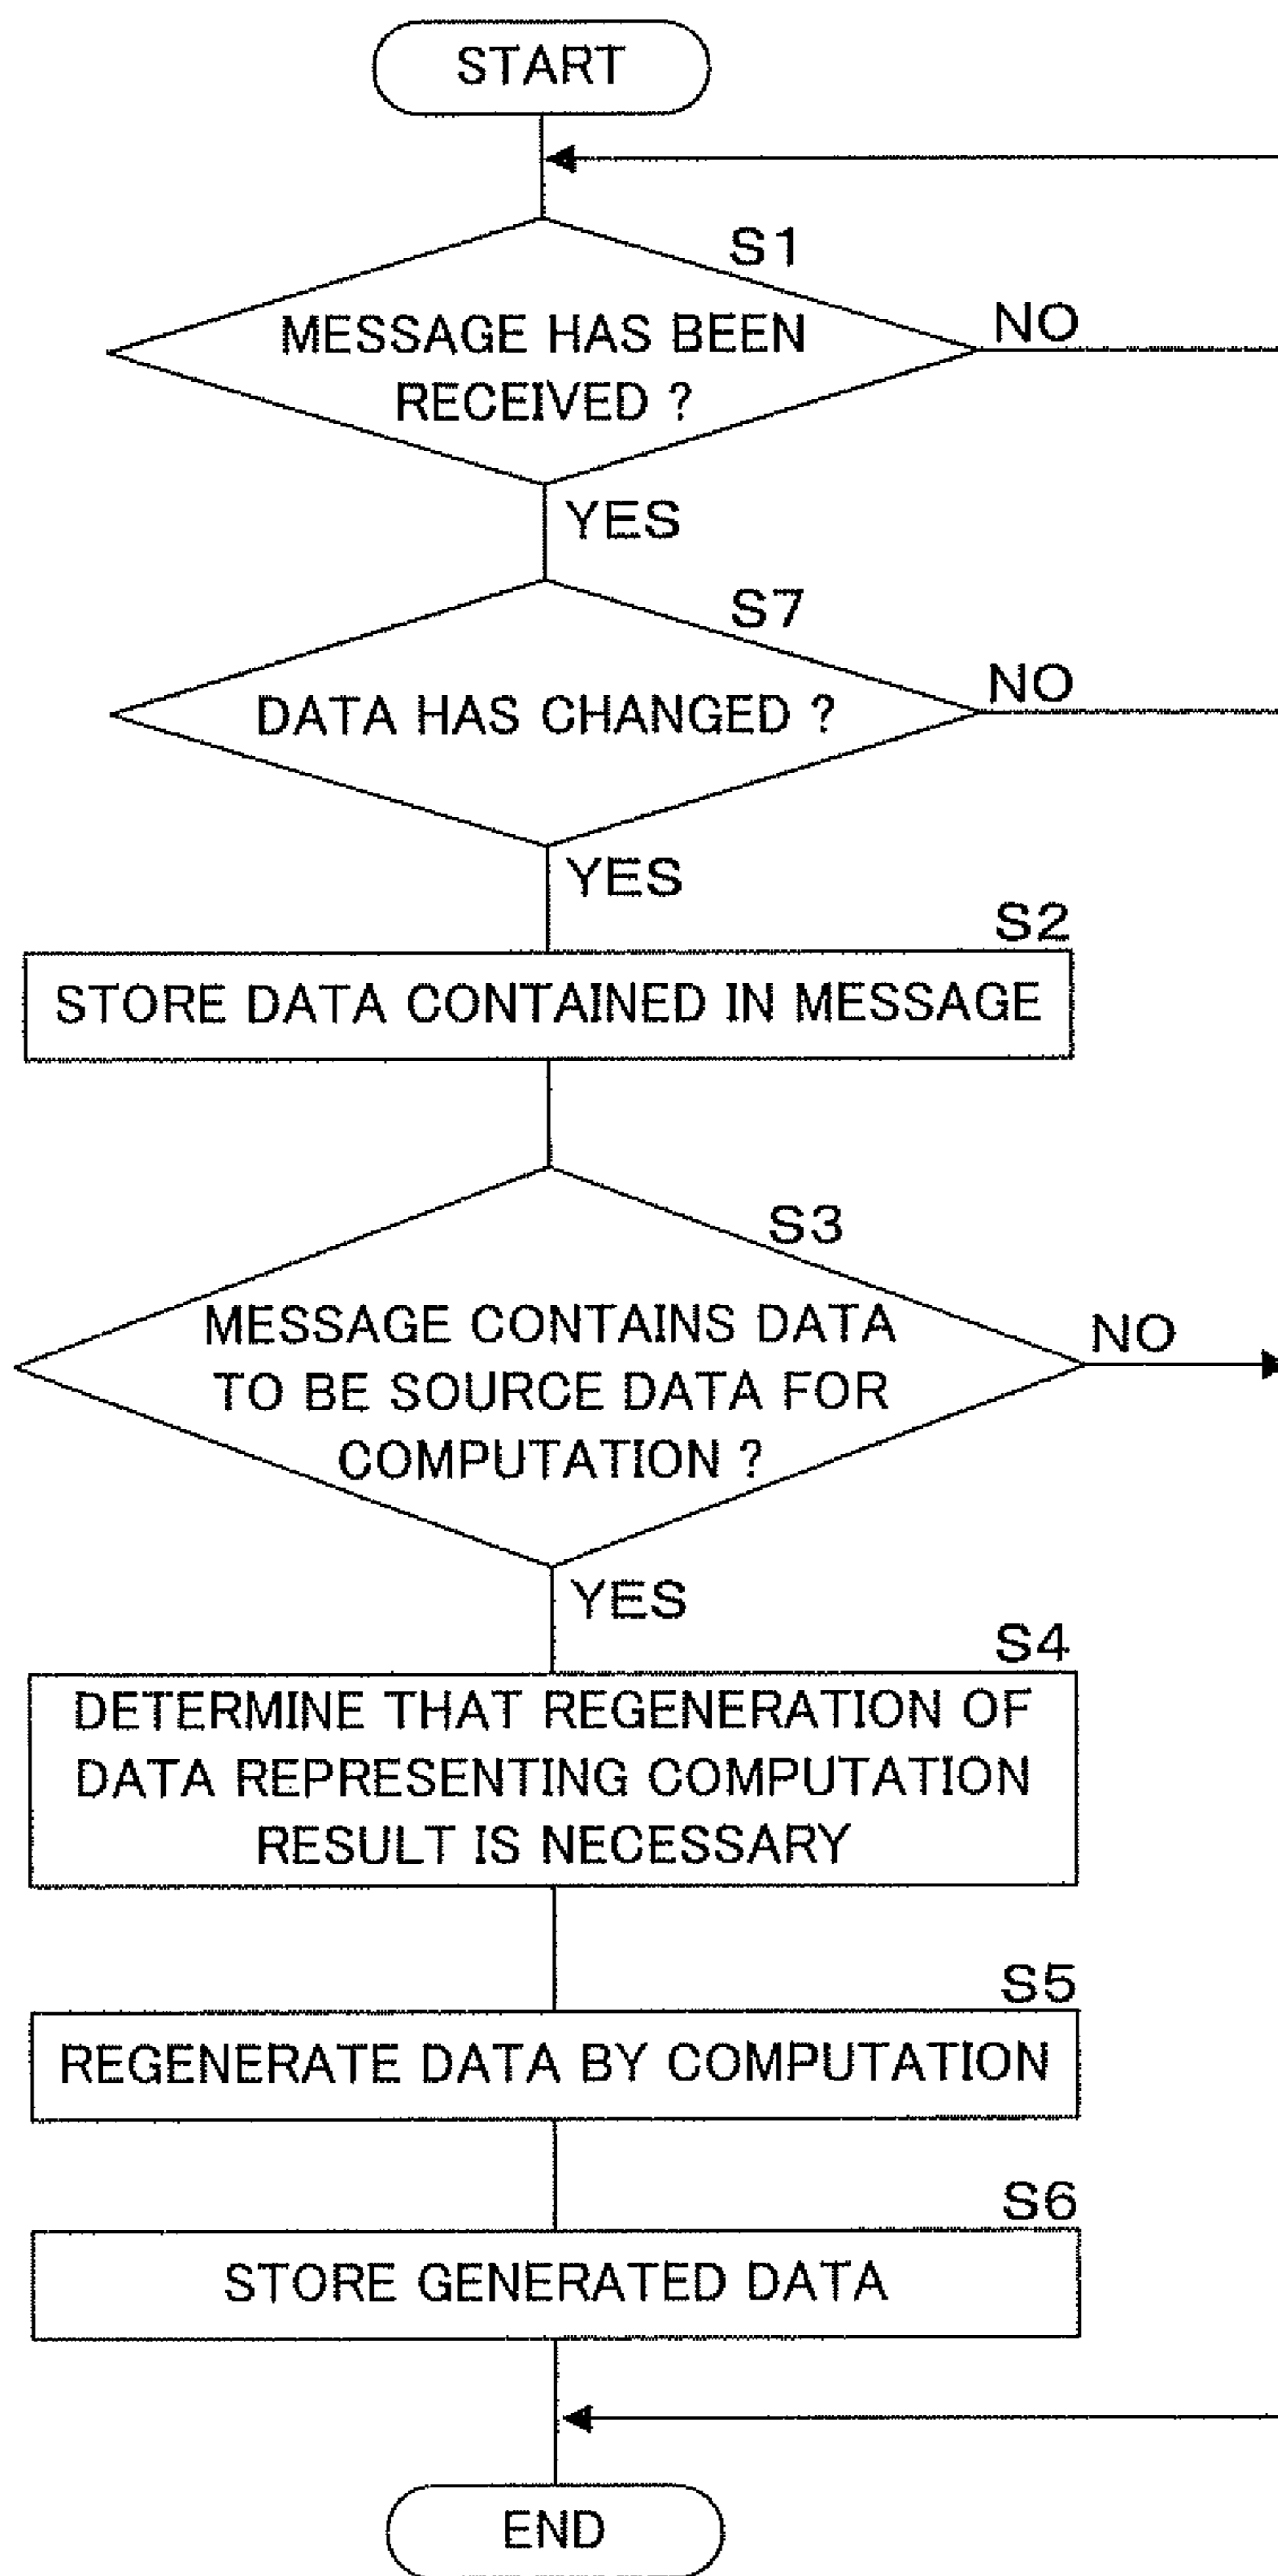 START
S1
MESSAGE HAS BEEN
RECEIVED ?
NO
YES
S7
DATA HAS CHANGED ?
NO
YES
S2
STORE DATA CONTAINED IN MESSAGE
S3
MESSAGE CONTAINS DATA
TO BE SOURCE DATA FOR
COMPUTATION ?
NO
YES
S4
DETERMINE THAT REGENERATION OF
DATA REPRESENTING COMPUTATION
RESULT IS NECESSARY
S5
REGENERATE DATA BY COMPUTATION
S6
STORE GENERATED DATA
END